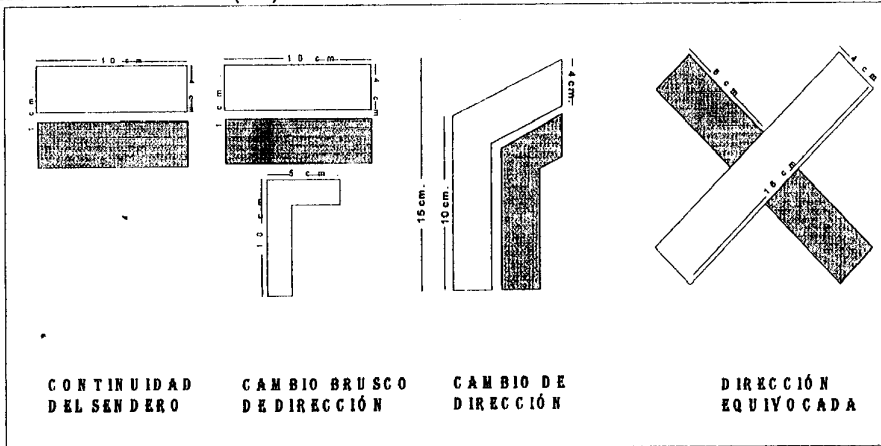 10 cm
4 cm
1 cm
10 cm
4 cm
1 cm
5 cm
10 cm
15 cm.
10 cm.
4 cm.
4 cm.
16 cm
CONTINUIDAD
DEL SENDERO
CAMBIO BRUSCO
DE DIRECCIÓN
CAMBIO DE
DIRECCIÓN
DIRECCIÓN
EQUIVOCADA